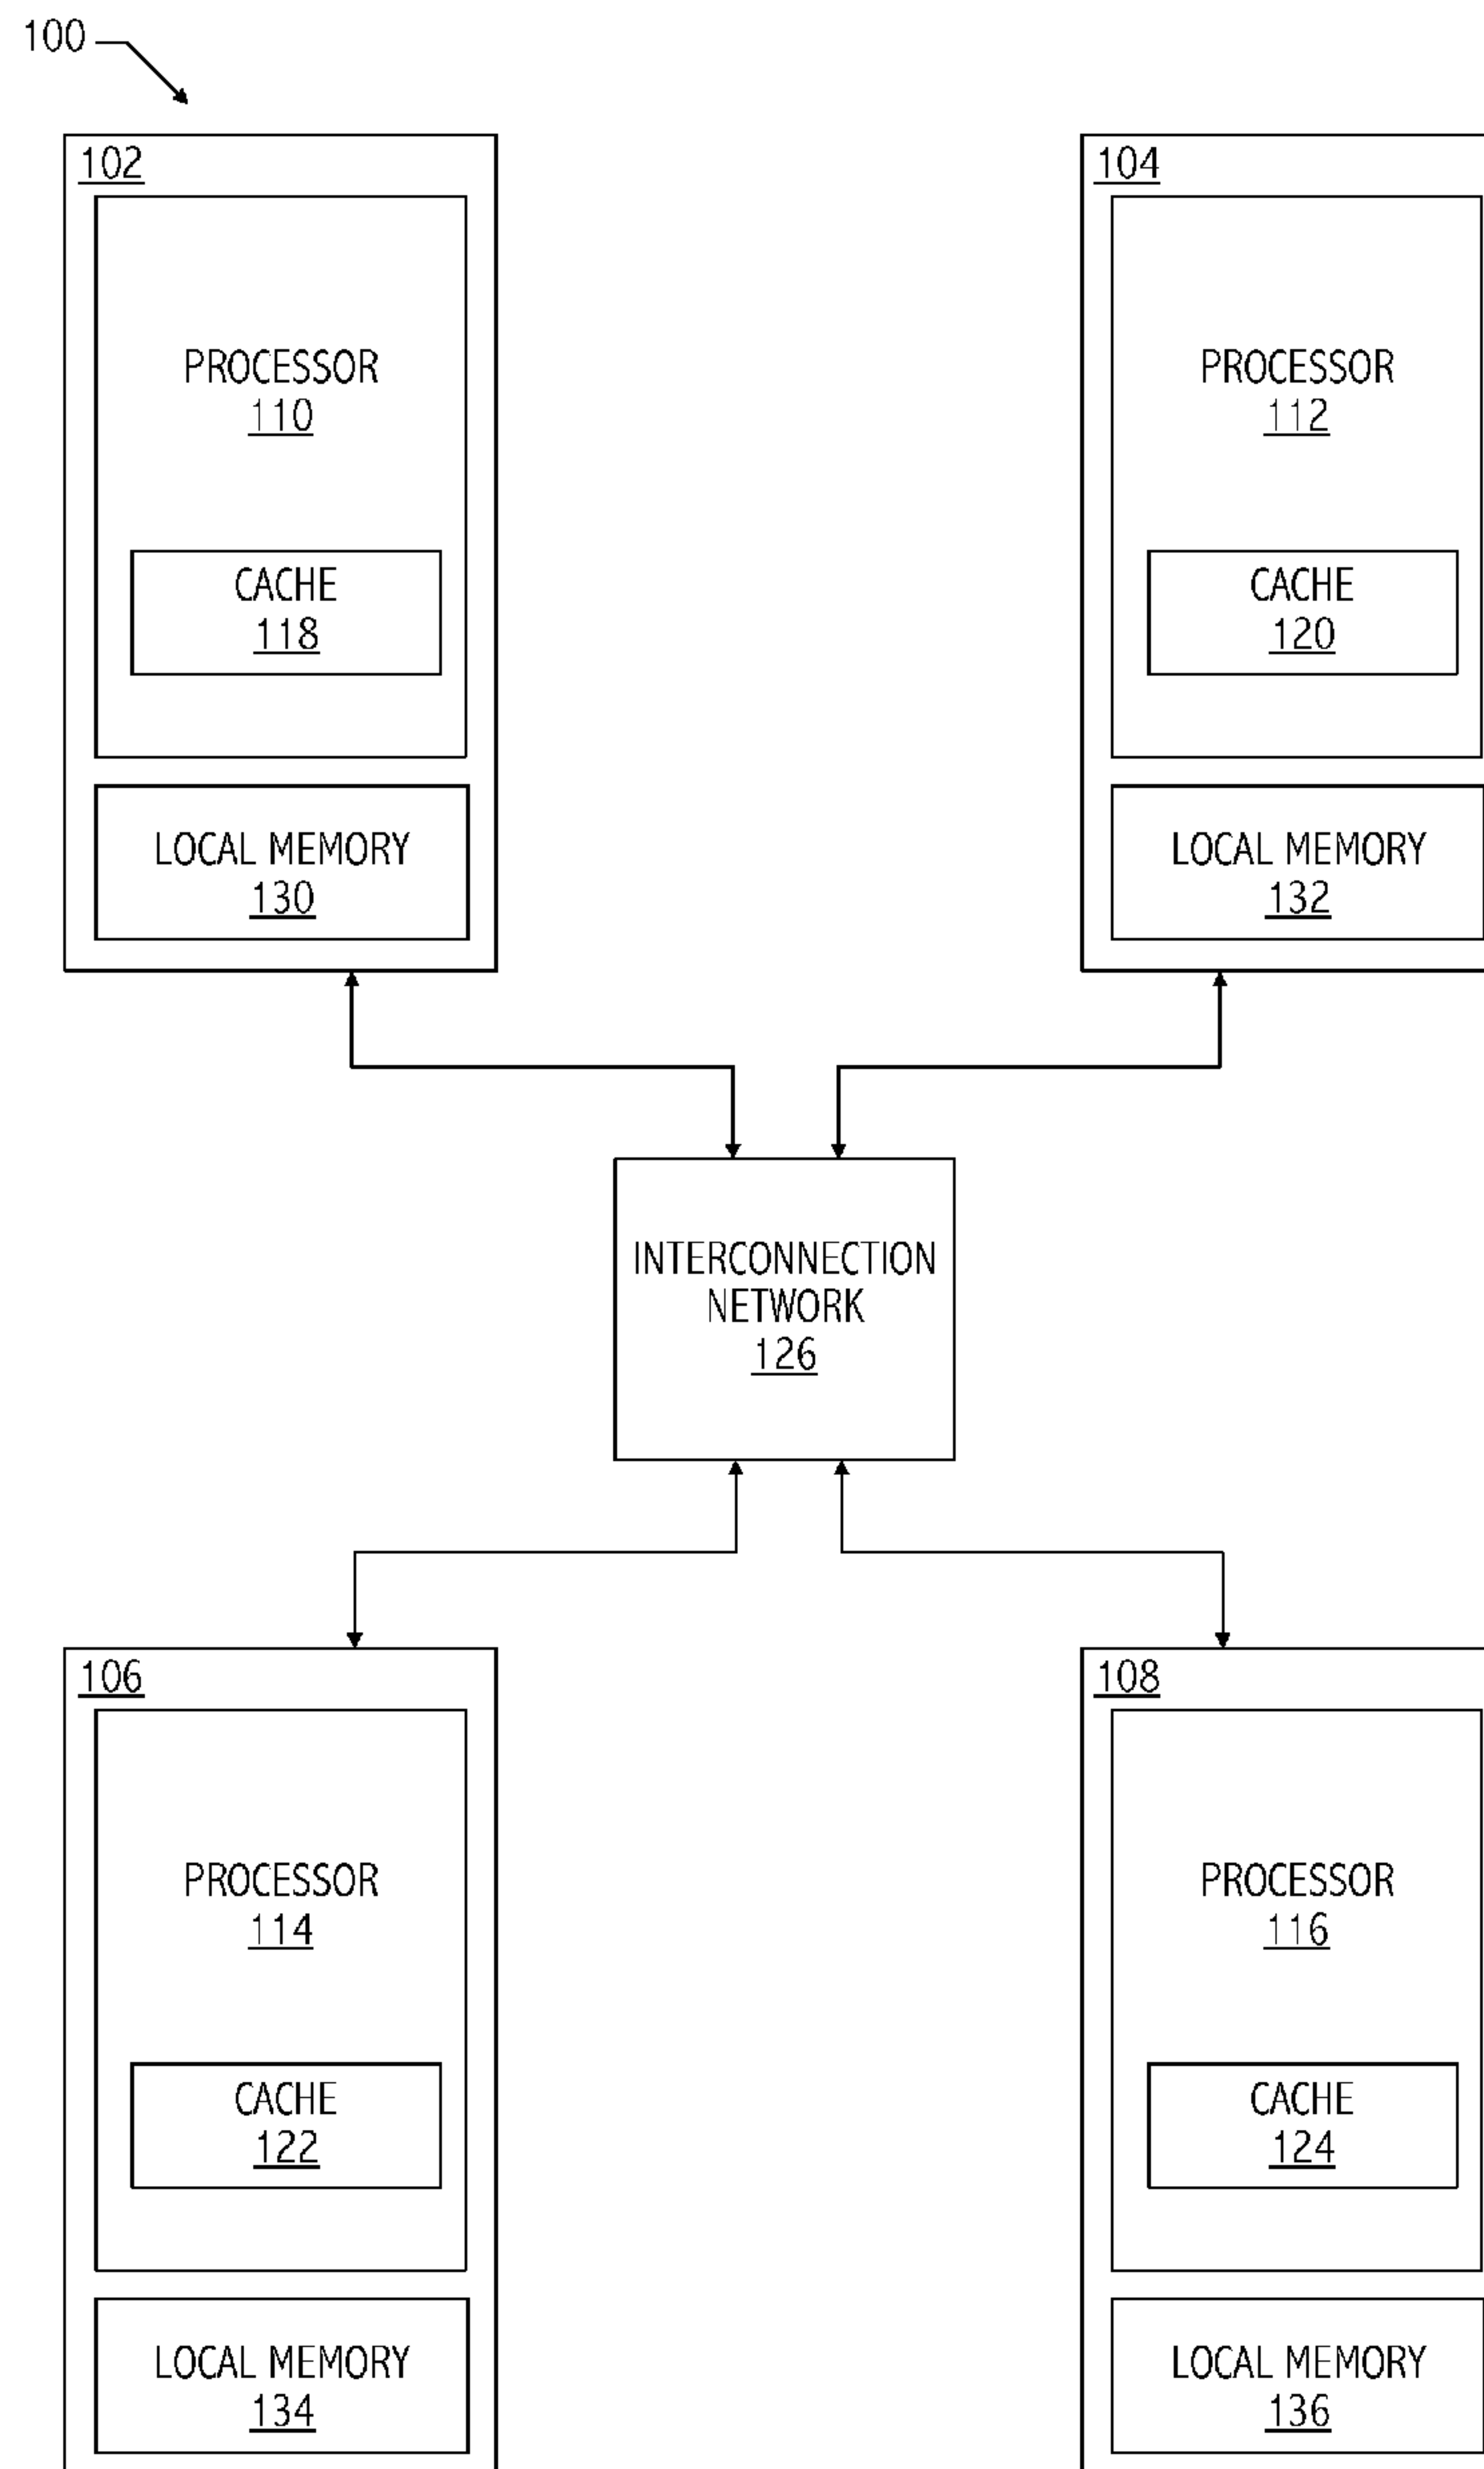 100
102
PROCESSOR
110
CACHE
118
LOCAL MEMORY
130
104
PROCESSOR
112
CACHE
120
LOCAL MEMORY
132
INTERCONNECTION
NETWORK
126
106
PROCESSOR
114
CACHE
122
LOCAL MEMORY
134
108
PROCESSOR
116
CACHE
124
LOCAL MEMORY
136